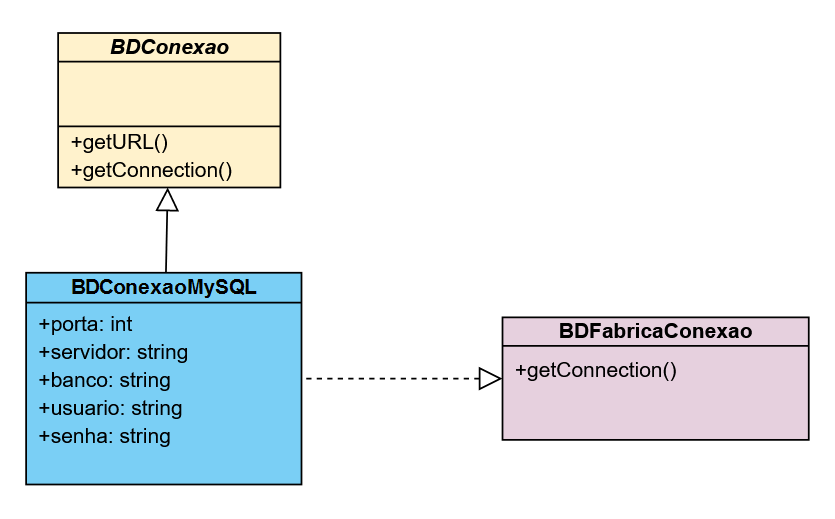 BDConexao
+getURL()
+getConnection()
BDConexaoMySQL
+porta: int
+servidor: string
+banco: string
+usuario: string
+senha: string
BDFabricaConexao
+getConnection()